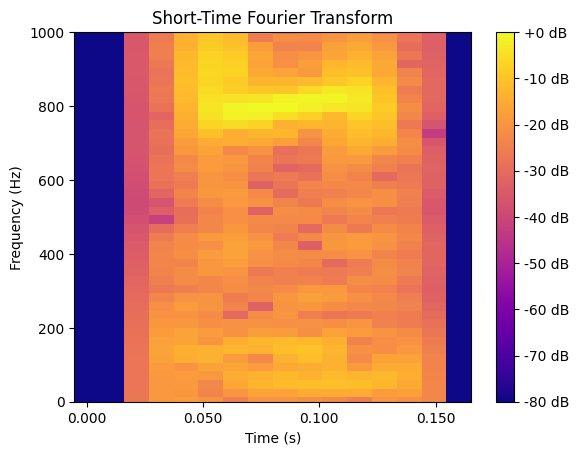 Short-Time Fourier Transform
1000
800
600
400
200
0
Frequency (Hz)
0.000
0.050
0.100
0.150
Time (s)
+0 dB
-10 dB
-20 dB
-30 dB
-40 dB
-50 dB
-60 dB
-70 dB
-80 dB